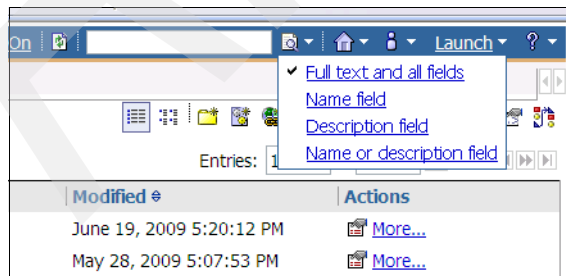 On Launch ?
Full text and all fields
Name field
Description field
Entries: 1 Name or description field
Modified Actions
June 19, 2009 5:20:12 PM More...
May 28, 2009 5:07:53 PM More...